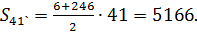 S₄₁` = (6+246)/2 · 41 = 5166.